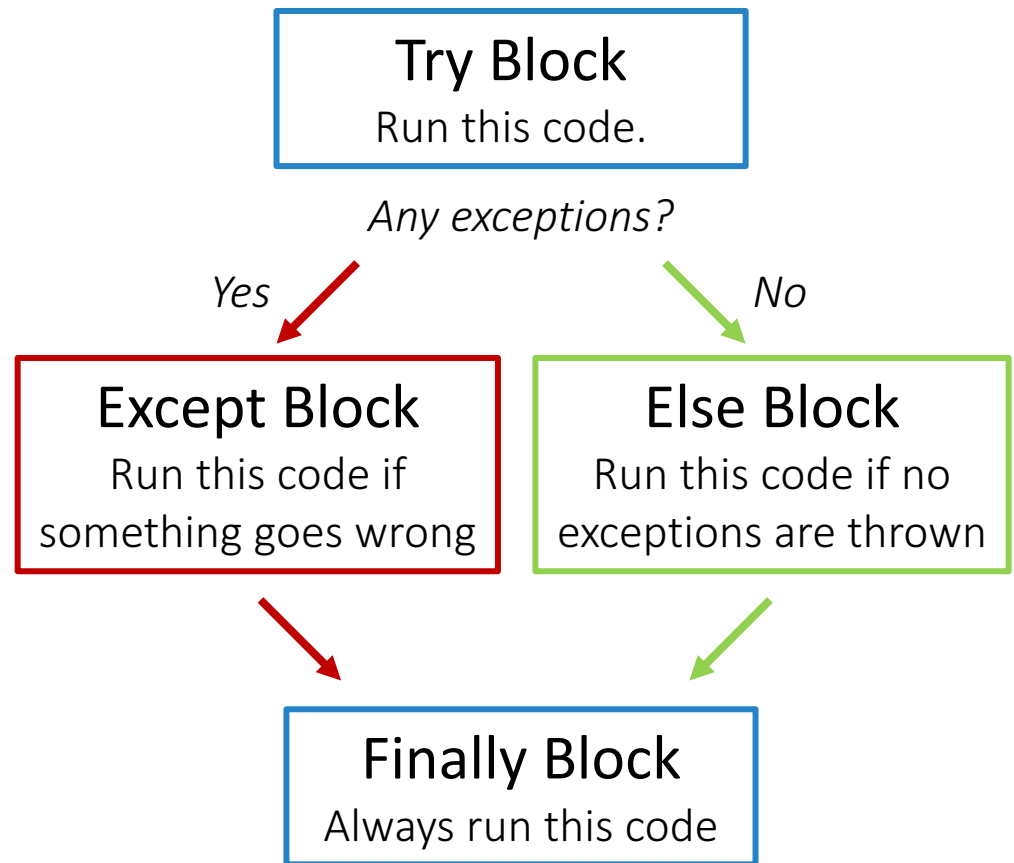 Try Block
Run this code.
Any exceptions?
Yes
No
Except Block
Run this code if
something goes wrong
Else Block
Run this code if no
exceptions are thrown
Finally Block
Always run this code